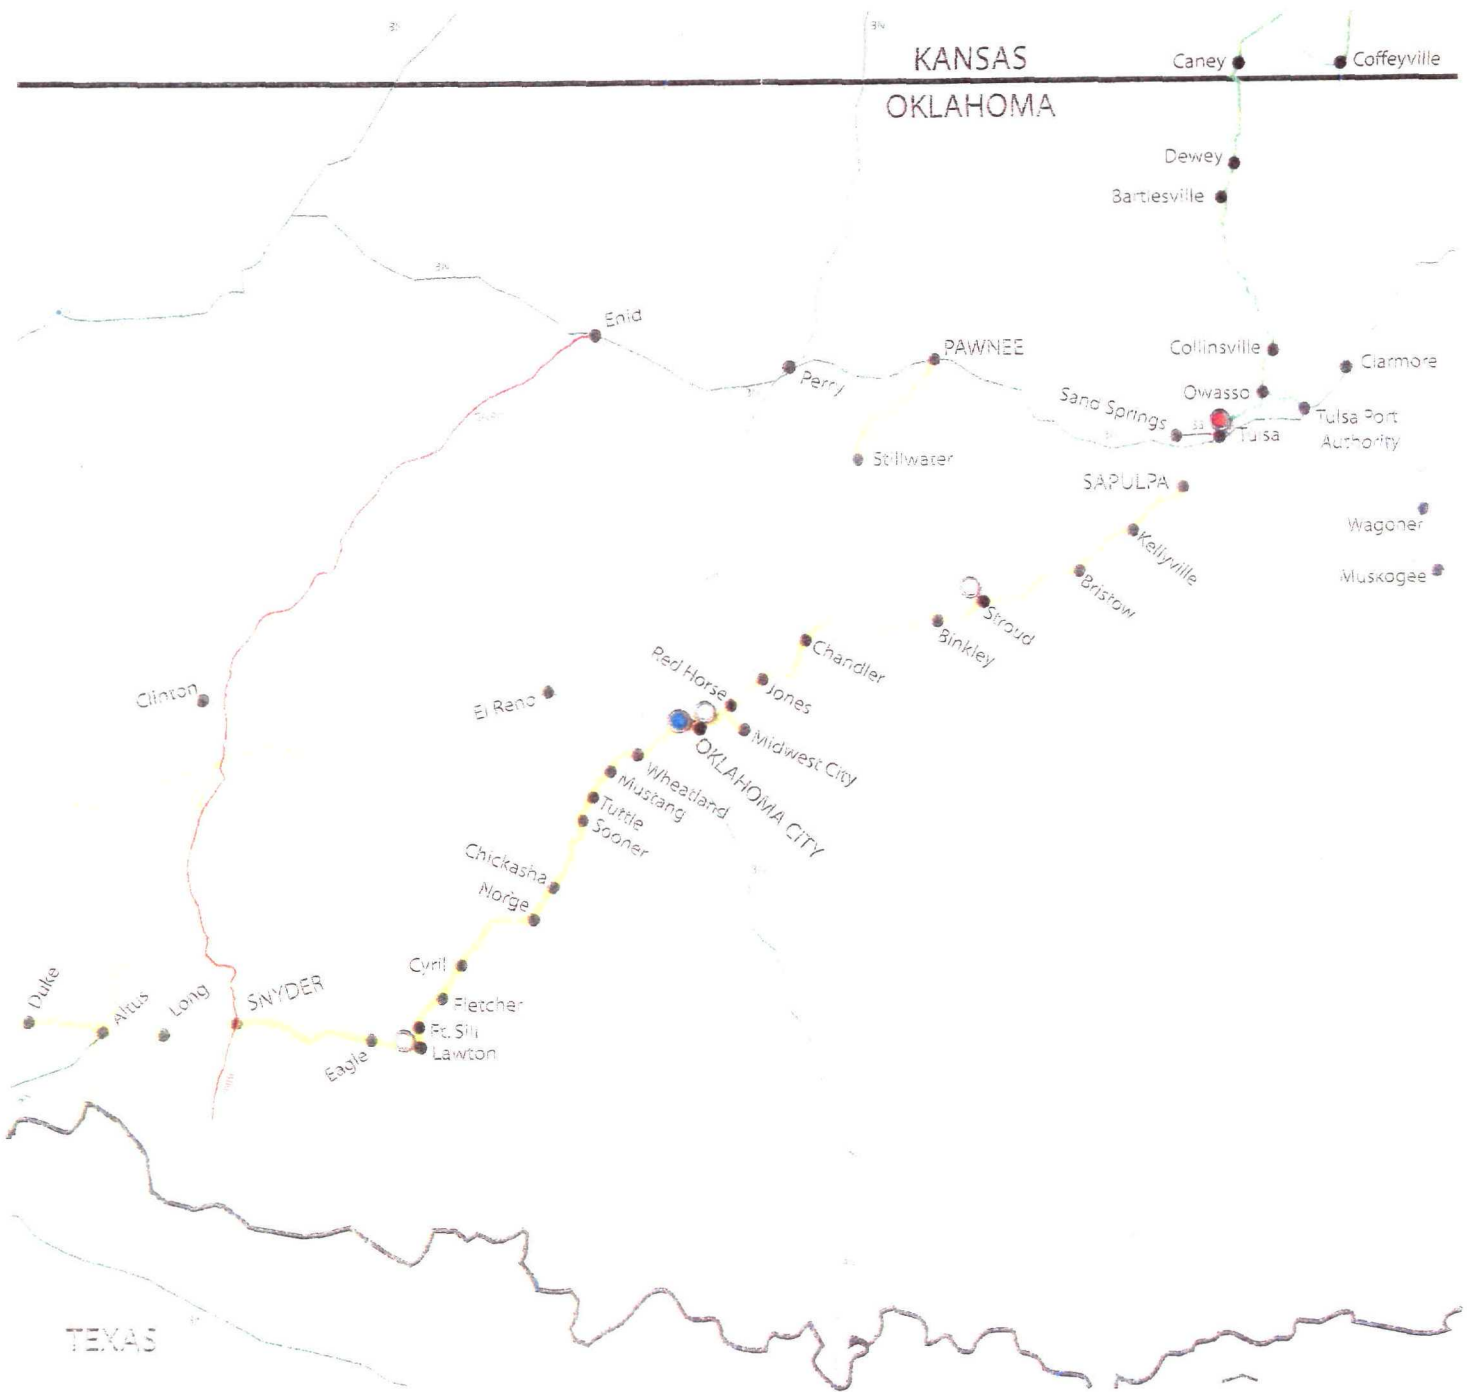 KANSAS
OKLAHOMA
Caney
Coffeyville
Dewey
Bartlesville
Enid
Perry
PAWNEE
Stillwater
Collinsville
Owasso
Clarmore
Sand Springs
Tulsa
Tulsa Port
Authority
SAPULPA
Kellyville
Bristow
Stroud
Binkley
Wagoner
Muskogee
Chandler
Jones
Red Horse
Midwest City
OKLAHOMA CITY
Clinton
El Reno
Wheatland
Mustang
Tuttle
Sooner
Chickasha
Norge
Cyril
Fletcher
Ft. Sill
Lawton
Eagle
SNYDER
Long
Altus
Duke
TEXAS